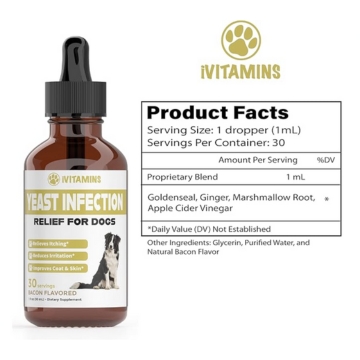 iVITAMINS
iVITAMINS
YEAST INFECTION
RELIEF FOR DOGS
Relieves Itching*
Reduces Irritation*
Improves Coat & Skin*
30 servings
BACON FLAVORED
Product Facts
Serving Size: 1 dropper (1mL)
Servings Per Container: 30
Amount Per Serving %DV
Proprietary Blend 1 mL
Goldenseal, Ginger, Marshmallow Root, *
Apple Cider Vinegar
*Daily Value (DV) Not Established
Other Ingredients: Glycerin, Purified Water, and
Natural Bacon Flavor